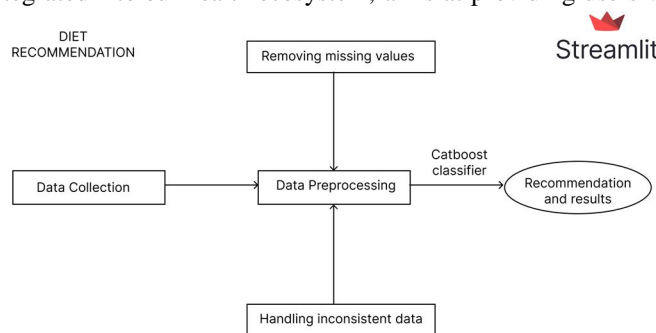 DIET
RECOMMENDATION
Streamlit
Removing missing values
Catboost
classifier
Data Collection
Data Preprocessing
Recommendation
and results
Handling inconsistent data